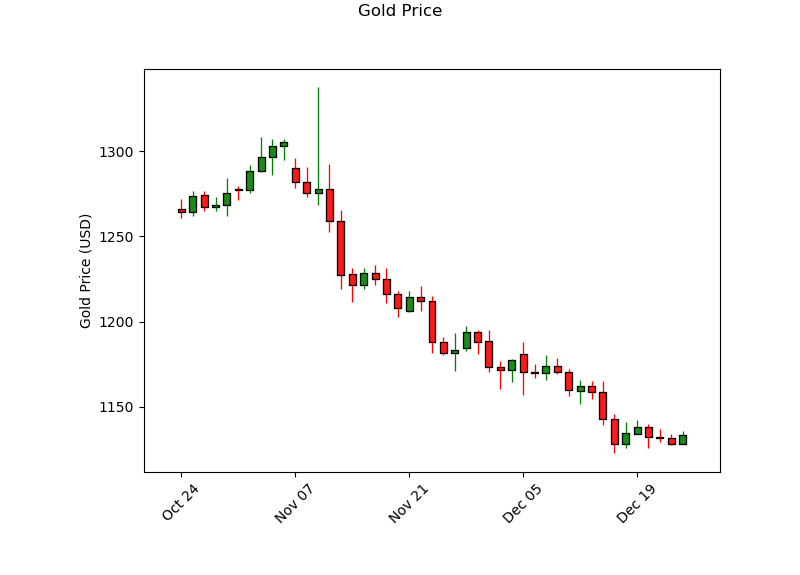 Gold Price
1300
1250
1200
1150
Gold Price (USD)
Oct 24
Nov 07
Nov 21
Dec 05
Dec 19